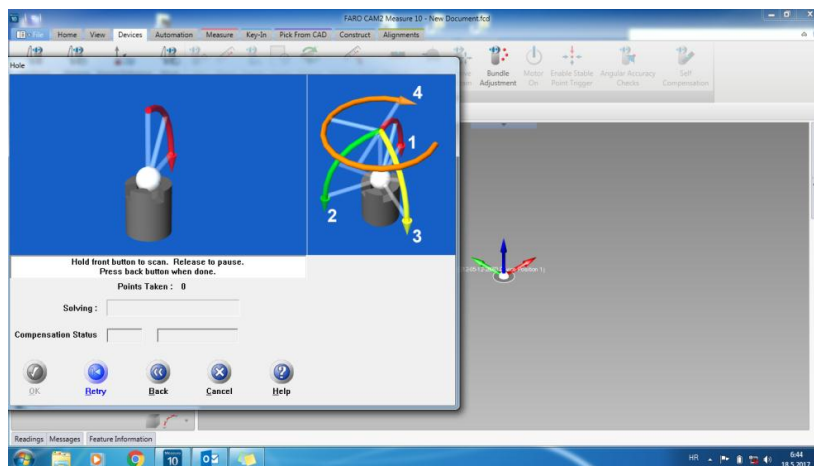 FARO CAM2 Measure 10 - New Document.fcd
File Home View Devices Automation Measure Key-In Pick From CAD Construct Alignments
Bundle Adjustment
Motor On
Enable Stable Point Trigger
Angular Accuracy Checks
Self Compensation
Hole
4
1
2
3
Hold front button to scan. Release to pause.
Press back button when done.
Points Taken : 0
Solving :
Compensation Status
OK Retry Back Cancel Help
Readings Messages Feature Information
10
HR
6:44
18.5.2017